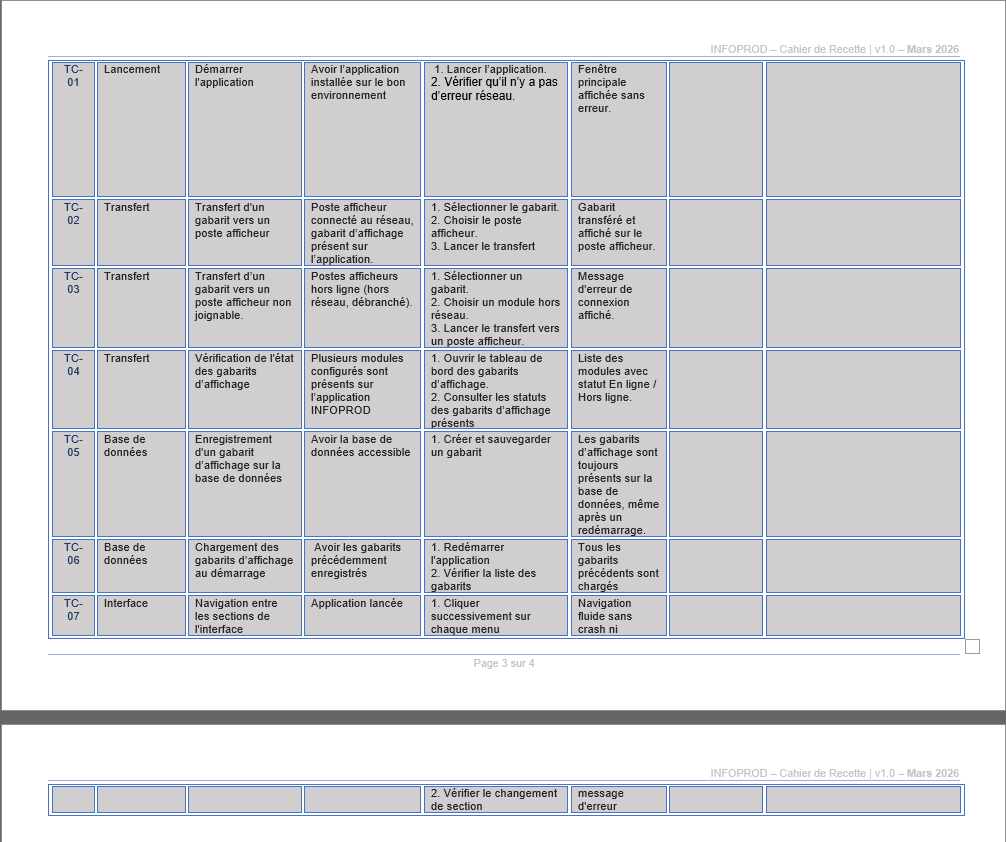 INFOPROD – Cahier de Recette | v1.0 – Mars 2026
TC-
01
Lancement
Démarrer
l'application
Avoir l'application
installée sur le bon
environnement
1. Lancer l'application.
2. Vérifier qu'il n'y a pas
d'erreur réseau.
Fenêtre
principale
affichée sans
erreur.
TC-
02
Transfert
Transfert d'un
gabarit vers un
poste afficheur
Poste afficheur
connecté au réseau,
gabarit d'affichage
présent sur
l'application.
1. Sélectionner le gabarit.
2. Choisir le poste
afficheur.
3. Lancer le transfert
Gabarit
transféré et
affiché sur le
poste afficheur.
TC-
03
Transfert
Transfert d'un
gabarit vers un
poste afficheur non
joignable.
Postes afficheurs
hors ligne (hors
réseau, débranché).
1. Sélectionner un
gabarit.
2. Choisir un module hors
réseau.
3. Lancer le transfert vers
un poste afficheur.
Message
d'erreur de
connexion
affiché.
TC-
04
Transfert
Vérification de l'état
des gabarits
d'affichage
Plusieurs modules
configurés sont
présents sur
l'application
INFOPROD
1. Ouvrir le tableau de
bord des gabarits
d'affichage.
2. Consulter les statuts
des gabarits d'affichage
présents
Liste des
modules avec
statut En ligne /
Hors ligne.
TC-
05
Base de
données
Enregistrement
d'un gabarit
d'affichage sur la
base de données
Avoir la base de
données accessible
1. Créer et sauvegarder
un gabarit
Les gabarits
d'affichage sont
toujours
présents sur la
base de
données, même
après un
redémarrage.
TC-
06
Base de
données
Chargement des
gabarits d'affichage
au démarrage
Avoir les gabarits
précédemment
enregistrés
1. Redémarrer
l'application
2. Vérifier la liste des
gabarits
Tous les
gabarits
précédents sont
chargés
TC-
07
Interface
Navigation entre
les sections de
l'interface
Application lancée
1. Cliquer
successivement sur
chaque menu
Navigation
fluide sans
crash ni
Page 3 sur 4
INFOPROD – Cahier de Recette | v1.0 – Mars 2026
2. Vérifier le changement
de section
message
d'erreur